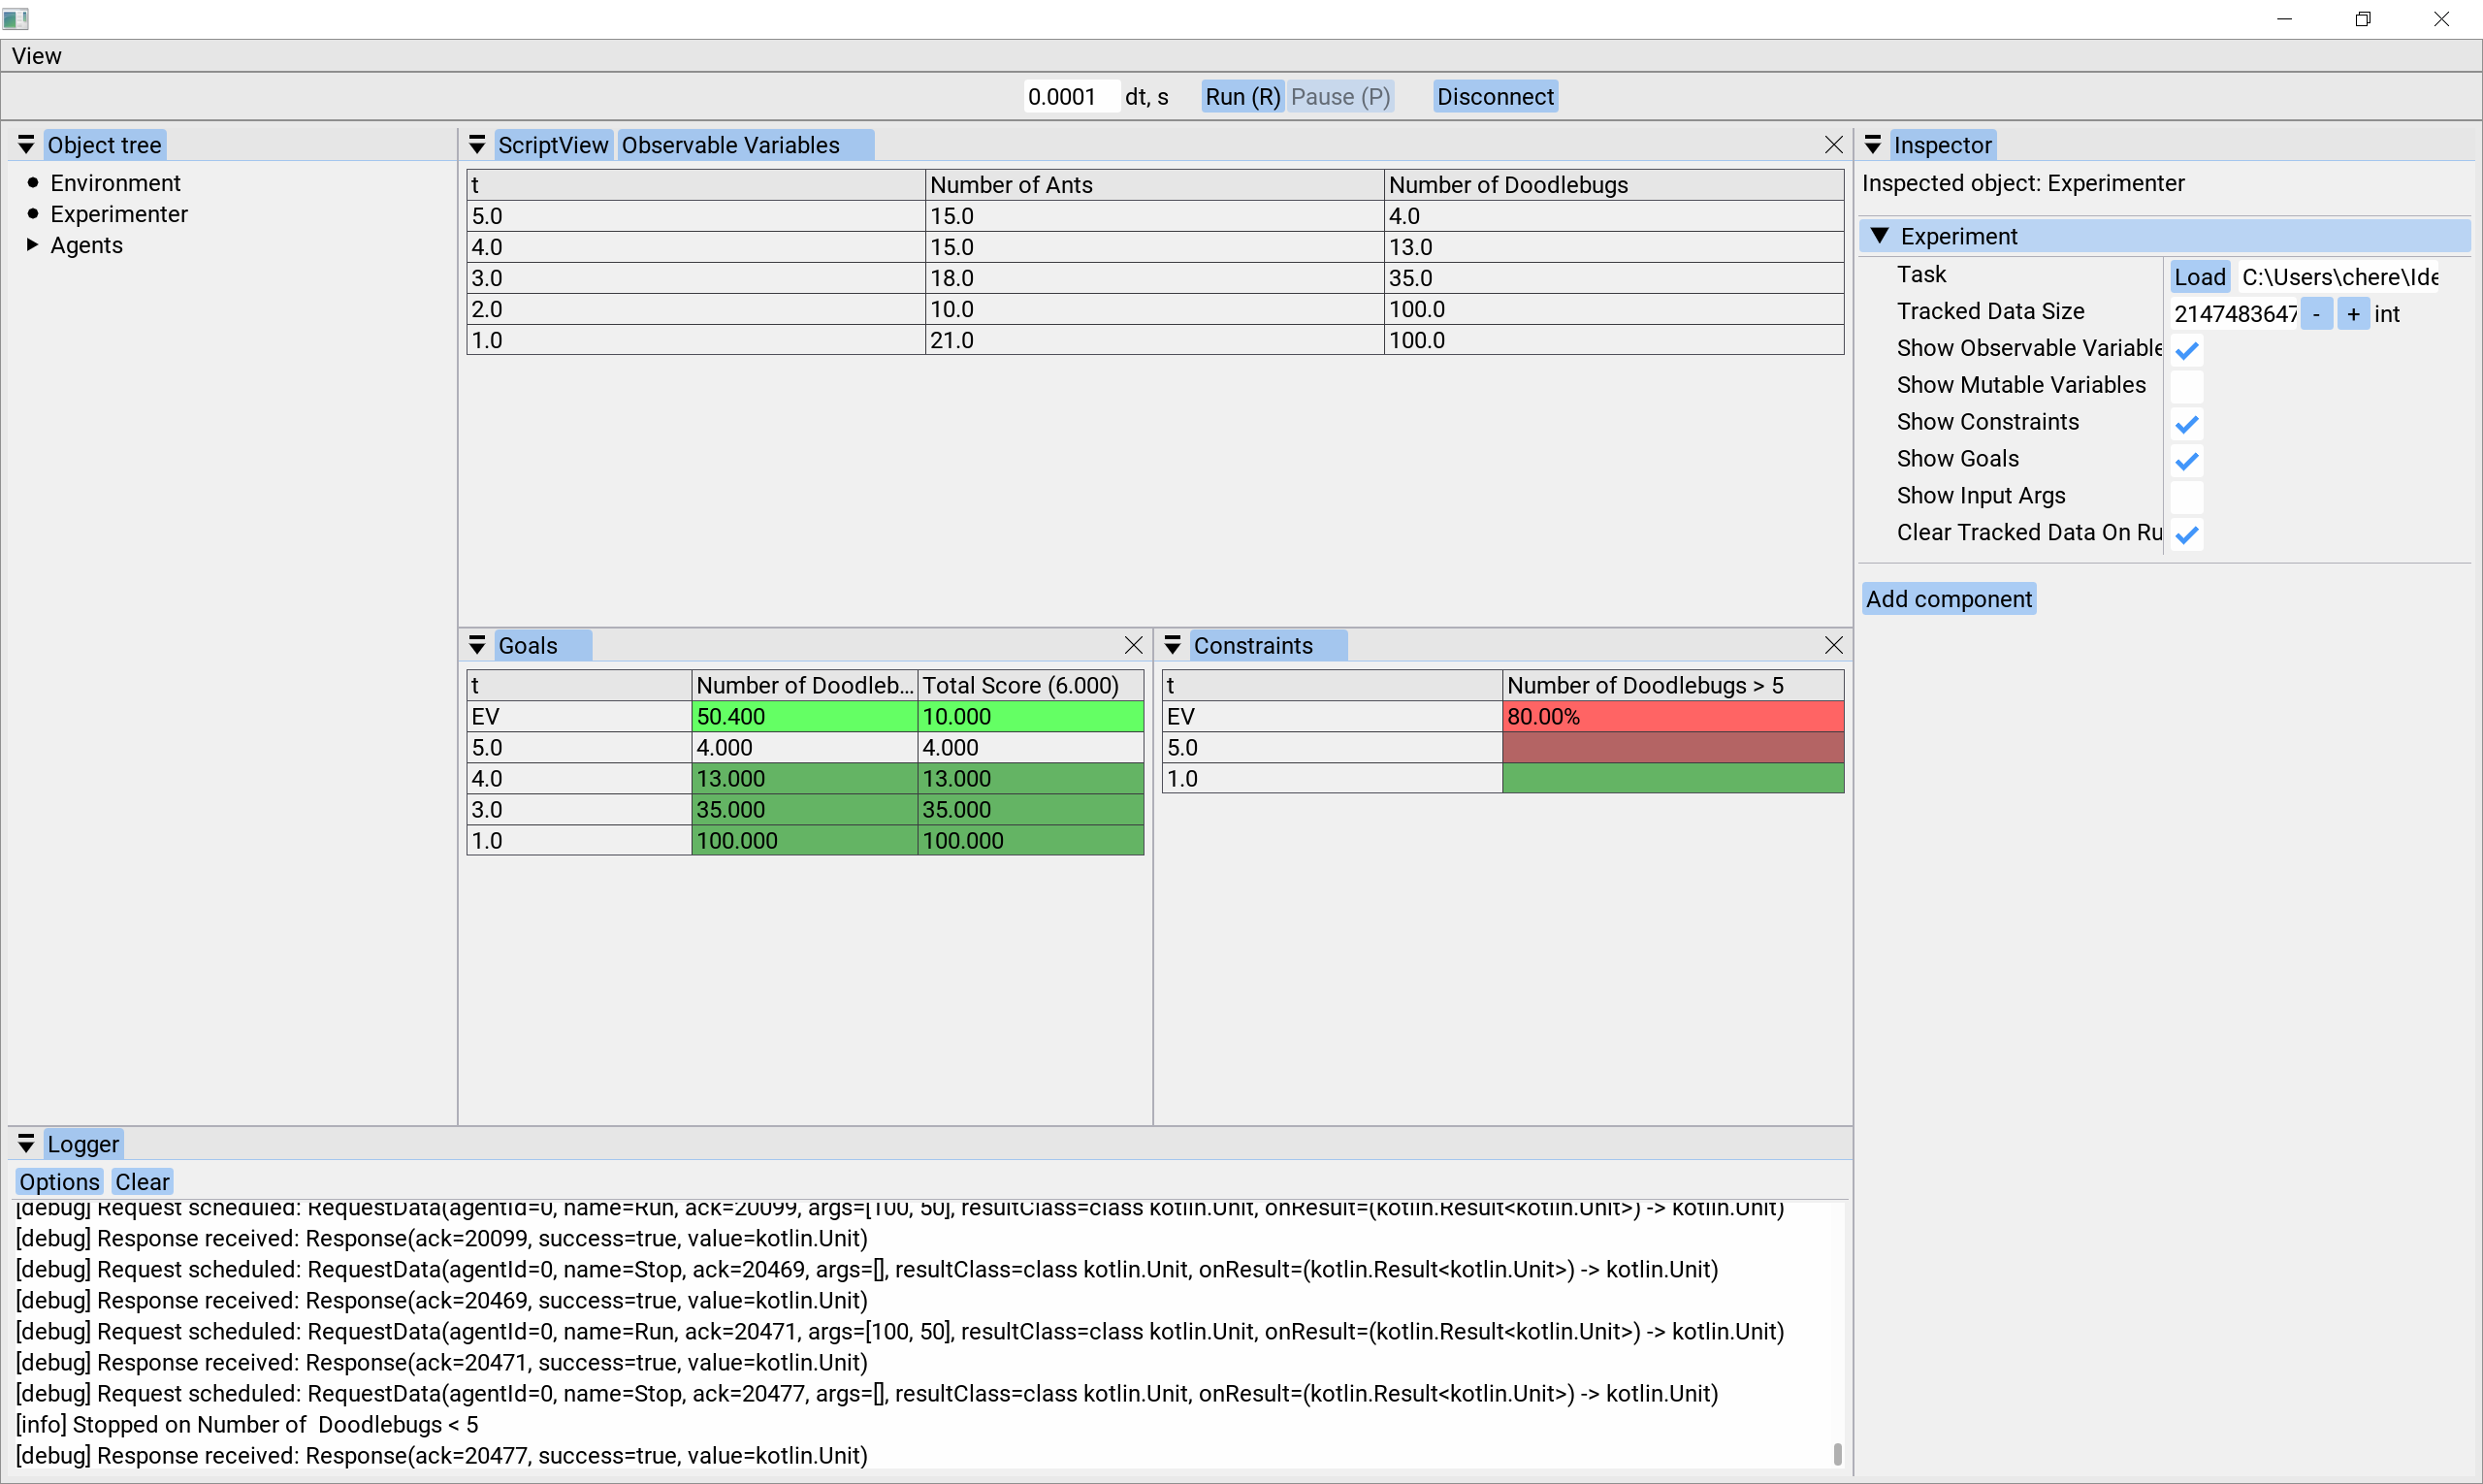 View
0.0001 dt, s Run (R) Pause (P) Disconnect
Object tree
Environment
Experimenter
Agents
ScriptView Observable Variables
t Number of Ants Number of Doodlebugs
5.0 15.0 4.0
4.0 15.0 13.0
3.0 18.0 35.0
2.0 10.0 100.0
1.0 21.0 100.0
Goals
t Number of Doodleb... Total Score (6.000)
EV 50.400 10.000
5.0 4.000 4.000
4.0 13.000 13.000
3.0 35.000 35.000
1.0 100.000 100.000
Constraints
t Number of Doodlebugs > 5
EV 80.00%
5.0
1.0
Inspector
Inspected object: Experimenter
Experiment
Task Load C:\Users\chere\Ide
Tracked Data Size 2147483647 - + int
Show Observable Variable
Show Mutable Variables
Show Constraints
Show Goals
Show Input Args
Clear Tracked Data On Ru
Add component
Logger
Options Clear
[debug] Request scheduled: RequestData(agentId=0, name=Run, ack=20099, args=[100, 50], resultClass=class kotlin.Unit, onResult=(kotlin.Result<kotlin.Unit>) -> kotlin.Unit)
[debug] Response received: Response(ack=20099, success=true, value=kotlin.Unit)
[debug] Request scheduled: RequestData(agentId=0, name=Stop, ack=20469, args=[], resultClass=class kotlin.Unit, onResult=(kotlin.Result<kotlin.Unit>) -> kotlin.Unit)
[debug] Response received: Response(ack=20469, success=true, value=kotlin.Unit)
[debug] Request scheduled: RequestData(agentId=0, name=Run, ack=20471, args=[100, 50], resultClass=class kotlin.Unit, onResult=(kotlin.Result<kotlin.Unit>) -> kotlin.Unit)
[debug] Response received: Response(ack=20471, success=true, value=kotlin.Unit)
[debug] Request scheduled: RequestData(agentId=0, name=Stop, ack=20477, args=[], resultClass=class kotlin.Unit, onResult=(kotlin.Result<kotlin.Unit>) -> kotlin.Unit)
[info] Stopped on Number of  Doodlebugs < 5
[debug] Response received: Response(ack=20477, success=true, value=kotlin.Unit)